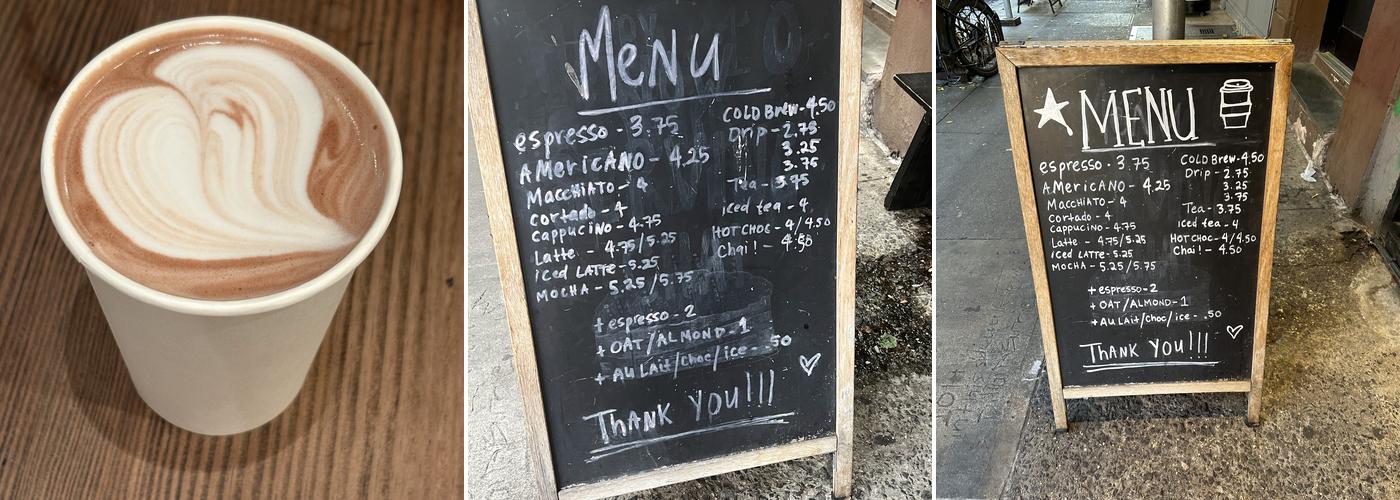 MENU
espresso - 3.75
AMERICANO - 4.25
MACCHIATO - 4
Cortado - 4
Cappucino - 4.75
Latte - 4.75/5.25
iced LATTE - 5.25
MOCHA - 5.25/5.75
COLD Brew - 4.50
Drip - 2.75
3.25
3.75
Tea - 3.75
iced tea - 4
HOT CHOC - 4/4.50
Chai! - 4.50
+ espresso - 2
+ OAT/ALMOND - 1
+ AU LAit/choc/ice - .50
THANK YOU!!!
MENU
espresso - 3.75
AMERICANO - 4.25
MACCHIATO - 4
Cortado - 4
Cappucino - 4.75
Latte - 4.75/5.25
iced LATTE - 5.25
MOCHA - 5.25/5.75
COLD Brew - 4.50
Drip - 2.75
3.25
3.75
Tea - 3.75
iced tea - 4
HOT CHOC - 4/4.50
Chai! - 4.50
+ espresso - 2
+ OAT/ALMOND - 1
+ AU LAit/choc/ice - .50
THANK YOU!!!